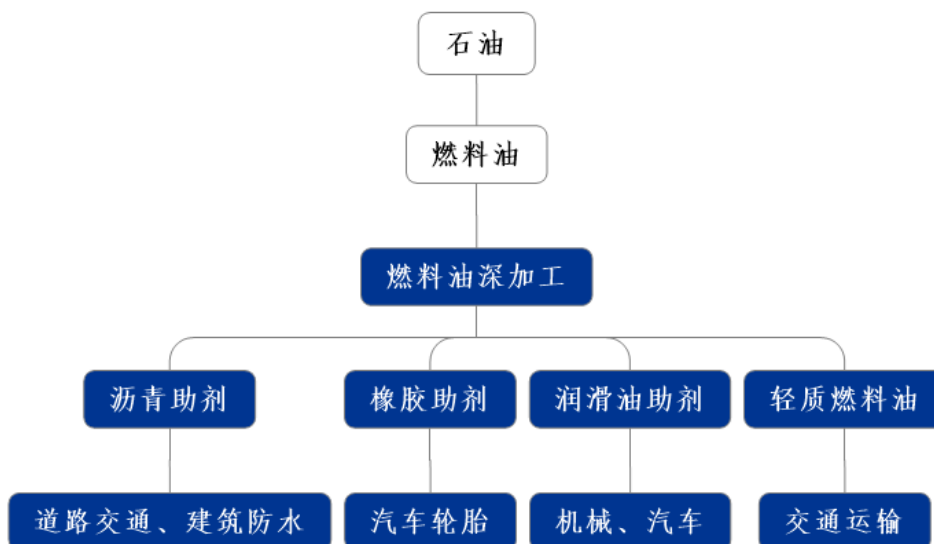 石油
燃料油
燃料油深加工
沥青助剂 橡胶助剂 润滑油助剂 轻质燃料油
道路交通、建筑防水 汽车轮胎 机械、汽车 交通运输